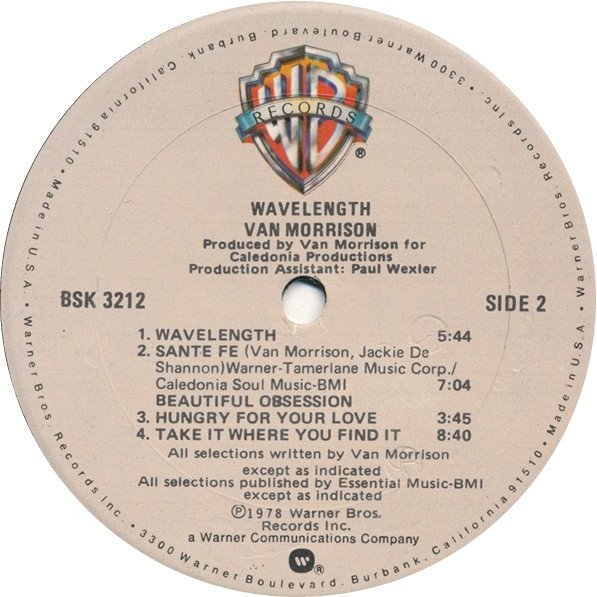 Warner Bros. Records Inc. • 3300 Warner Boulevard, Burbank, California 91510 • Made in U.S.A. •
Warner Bros. Records Inc. • 3300 Warner Boulevard, Burbank, California 91510 • Made in U.S.A. •
WB
RECORDS
®
WAVELENGTH
VAN MORRISON
Produced by Van Morrison for
Caledonia Productions
Production Assistant: Paul Wexler
BSK 3212
SIDE 2
1. WAVELENGTH 5:44
2. SANTE FE (Van Morrison, Jackie De
Shannon)Warner-Tamerlane Music Corp./
Caledonia Soul Music-BMI 7:04
BEAUTIFUL OBSESSION
3. HUNGRY FOR YOUR LOVE 3:45
4. TAKE IT WHERE YOU FIND IT 8:40
All selections written by Van Morrison
except as indicated
All selections published by Essential Music-BMI
except as indicated
℗1978 Warner Bros.
Records Inc.
a Warner Communications Company
W®